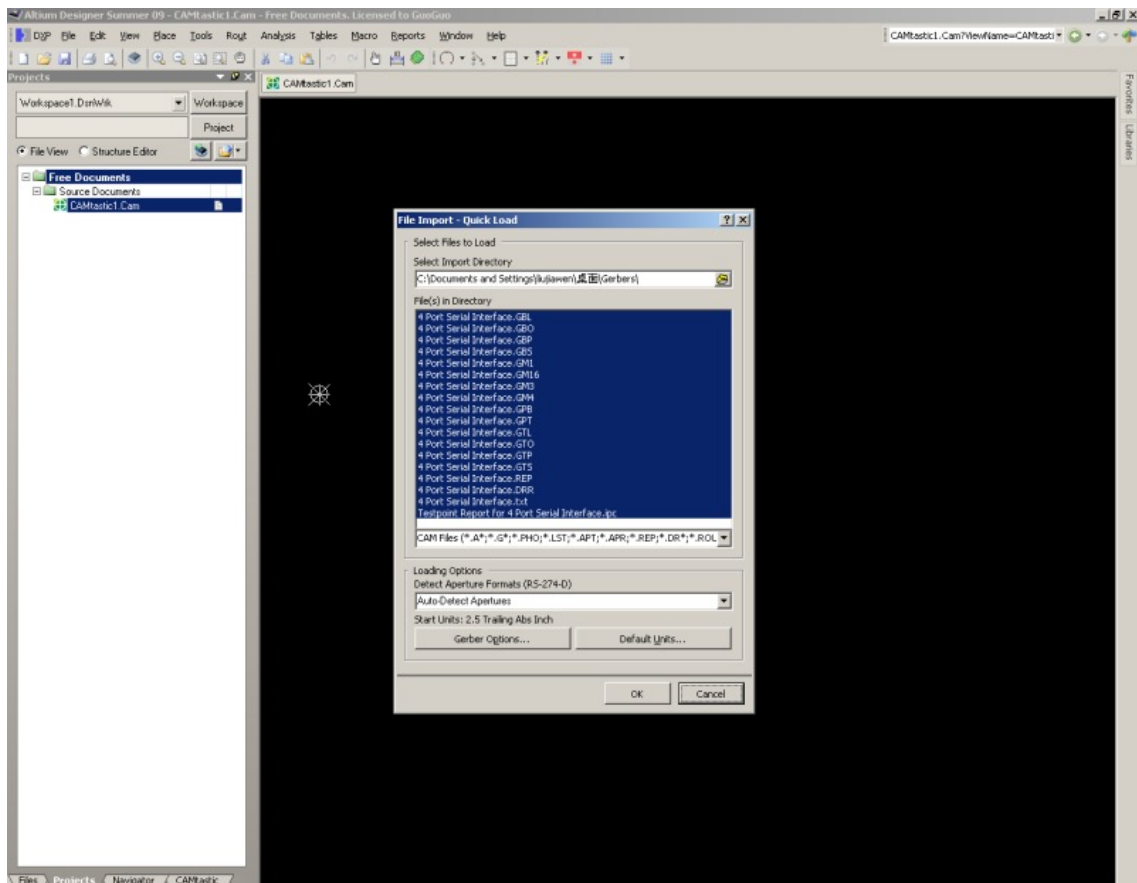 Altium Designer Summer 09 - CAMtastic1.Cam - Free Documents. Licensed to GuoGuo
DXP File Edit View Place Tools Rout Analysis Tables Macro Reports Window Help
CAMtastic1.Cam?ViewName=CAMtasti
Projects
CAMtastic1.Cam
Workspace1.DsnWrk
Workspace
Project
File View
Structure Editor
Free Documents
Source Documents
CAMtastic1.Cam
Favorites
Libraries
File Import - Quick Load
Select Files to Load
Select Import Directory
C:\Documents and Settings\liujiawen\桌面\Gerbers\
File(s) in Directory
4 Port Serial Interface.GBL
4 Port Serial Interface.GBO
4 Port Serial Interface.GBP
4 Port Serial Interface.GBS
4 Port Serial Interface.GM1
4 Port Serial Interface.GM16
4 Port Serial Interface.GM3
4 Port Serial Interface.GM4
4 Port Serial Interface.GPB
4 Port Serial Interface.GPT
4 Port Serial Interface.GTL
4 Port Serial Interface.GTO
4 Port Serial Interface.GTP
4 Port Serial Interface.GTS
4 Port Serial Interface.REP
4 Port Serial Interface.DRR
4 Port Serial Interface.txt
Testpoint Report for 4 Port Serial Interface.ipc
CAM Files (*.A*;*.G*;*.PHO;*.LST;*.APT;*.APR;*.REP;*.DR*;*.ROL
Loading Options
Detect Aperture Formats (RS-274-D)
Auto-Detect Apertures
Start Units: 2.5 Trailing Abs Inch
Gerber Options...
Default Units...
OK
Cancel
Files Projects Navigator CAMtastic